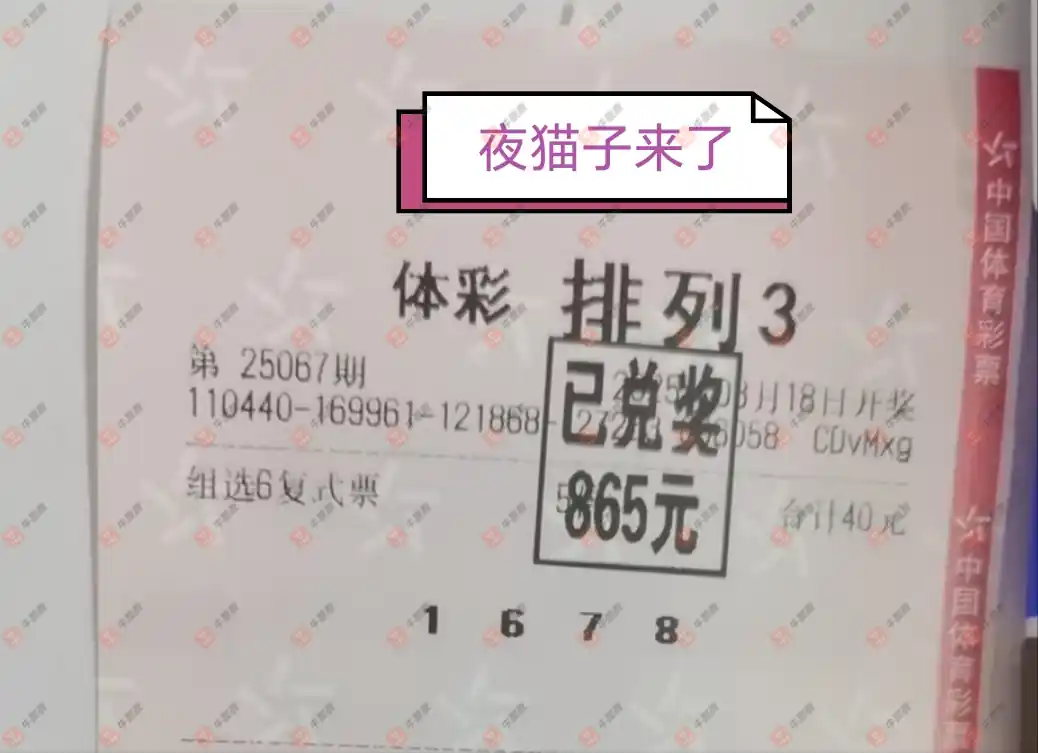 夜猫子来了
体彩 排列3
第 25067期
月18日开奖
110440-169961-121868- CDvMxg
已兑奖
865元
组选6复式票 合计40元
1 6 7 8
中国体育彩票
中国体育彩票
牛彩网